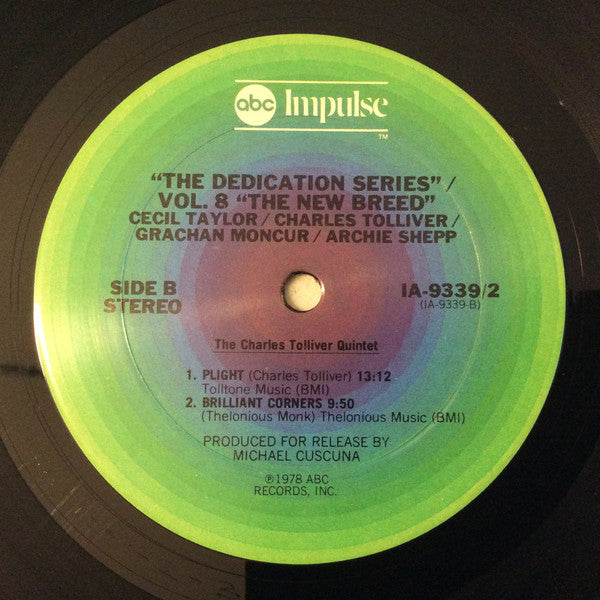 abc Impulse
TM
"THE DEDICATION SERIES"/
VOL. 8 "THE NEW BREED"
CECIL TAYLOR/CHARLES TOLLIVER/
GRACHAN MONCUR/ARCHIE SHEPP
SIDE B
STEREO
IA-9339/2
(IA-9339-B)
The Charles Tolliver Quintet
1. PLIGHT (Charles Tolliver) 13:12
Tolltone Music (BMI)
2. BRILLIANT CORNERS 9:50
(Thelonious Monk) Thelonious Music (BMI)
PRODUCED FOR RELEASE BY
MICHAEL CUSCUNA
℗1978 ABC
RECORDS, INC.